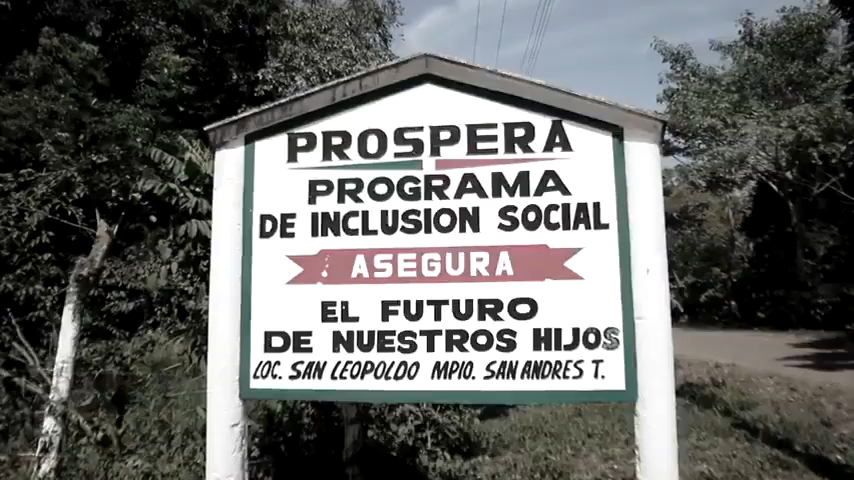 PROSPERA
PROGRAMA
DE INCLUSION SOCIAL
ASEGURA
EL FUTURO
DE NUESTROS HIJOS
LOC. SAN LEOPOLDO MPIO. SAN ANDRES T.